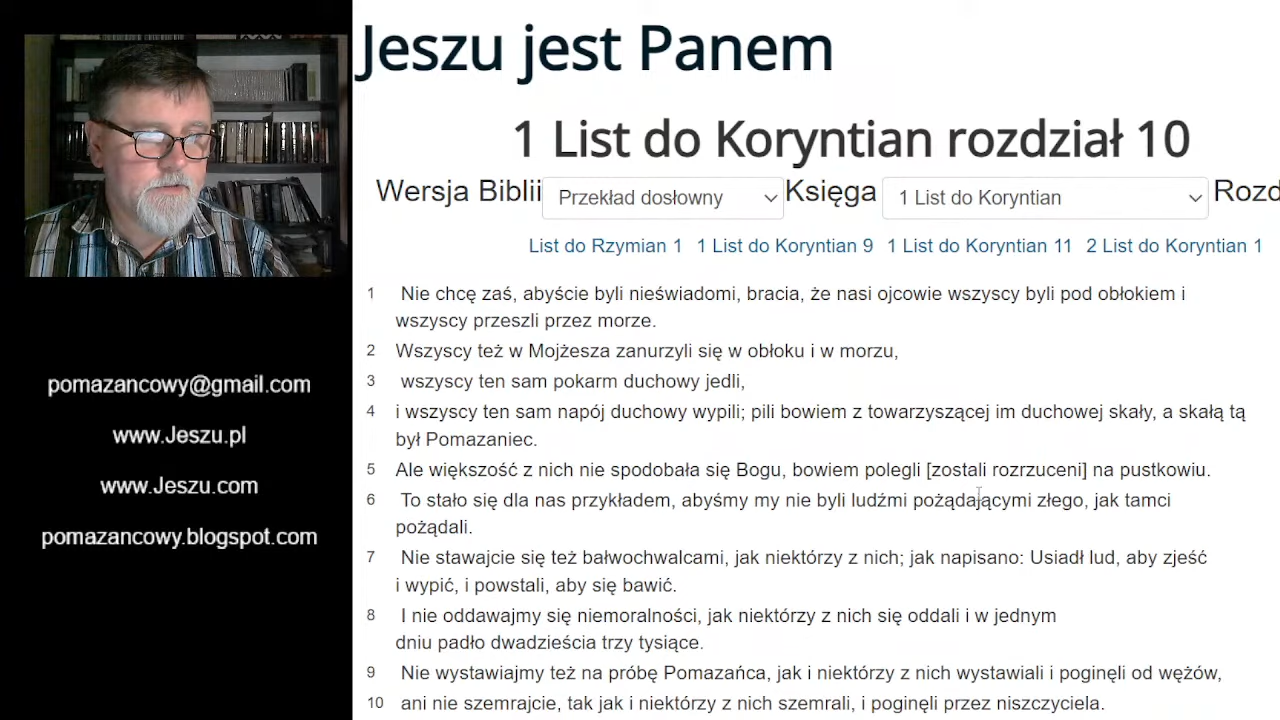 Jeszu jest Panem
1 List do Koryntian rozdział 10
Wersja Biblii Przekład dosłowny Księga 1 List do Koryntian Rozd
List do Rzymian 1 1 List do Koryntian 9 1 List do Koryntian 11 2 List do Koryntian 1
1 Nie chcę zaś, abyście byli nieświadomi, bracia, że nasi ojcowie wszyscy byli pod obłokiem i
wszyscy przeszli przez morze.
2 Wszyscy też w Mojżesza zanurzyli się w obłoku i w morzu,
3 wszyscy ten sam pokarm duchowy jedli,
4 i wszyscy ten sam napój duchowy wypili; pili bowiem z towarzyszącej im duchowej skały, a skałą tą
był Pomazaniec.
5 Ale większość z nich nie spodobała się Bogu, bowiem polegli [zostali rozrzuceni] na pustkowiu.
6 To stało się dla nas przykładem, abyśmy my nie byli ludźmi pożądającymi złego, jak tamci
pożądali.
7 Nie stawajcie się też bałwochwalcami, jak niektórzy z nich; jak napisano: Usiadł lud, aby zjeść
i wypić, i powstali, aby się bawić.
8 I nie oddawajmy się niemoralności, jak niektórzy z nich się oddali i w jednym
dniu padło dwadzieścia trzy tysiące.
9 Nie wystawiajmy też na próbę Pomazańca, jak i niektórzy z nich wystawiali i poginęli od wężów,
10 ani nie szemrajcie, tak jak i niektórzy z nich szemrali, i poginęli przez niszczyciela.
pomazancowy@gmail.com
www.Jeszu.pl
www.Jeszu.com
pomazancowy.blogspot.com